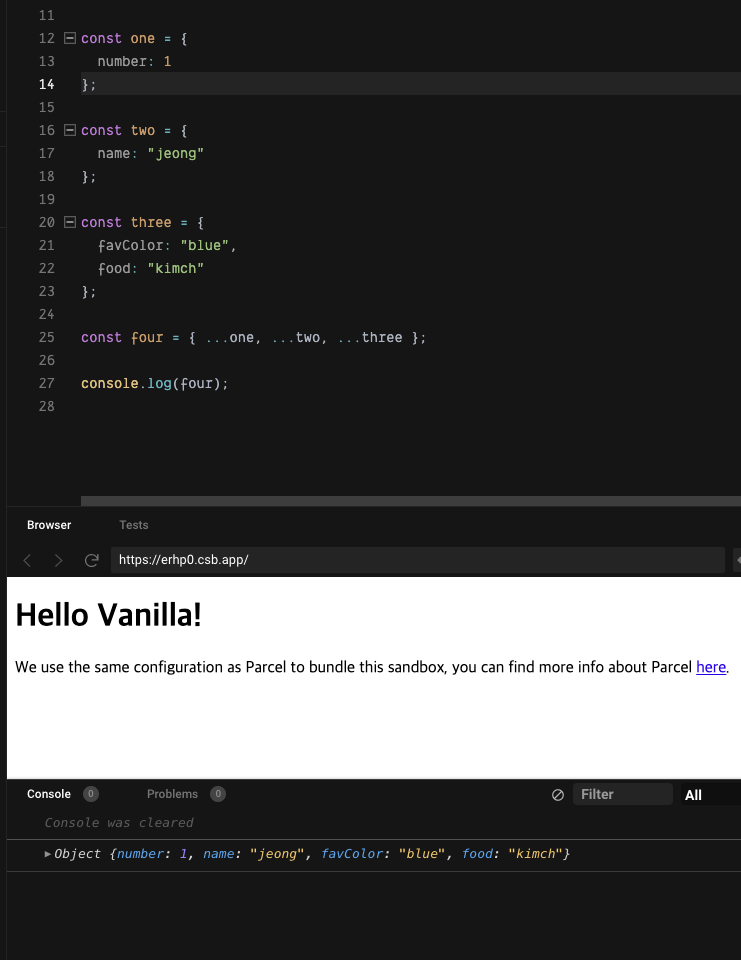 11
12 const one = {
13   number: 1
14 };
15
16 const two = {
17   name: "jeong"
18 };
19
20 const three = {
21   favColor: "blue",
22   food: "kimch"
23 };
24
25 const four = { ...one, ...two, ...three };
26
27 console.log(four);
28
Browser Tests
https://erhp0.csb.app/
Hello Vanilla!
We use the same configuration as Parcel to bundle this sandbox, you can find more info about Parcel here.
Console 0 Problems 0 Filter All
Console was cleared
Object {number: 1, name: "jeong", favColor: "blue", food: "kimch"}